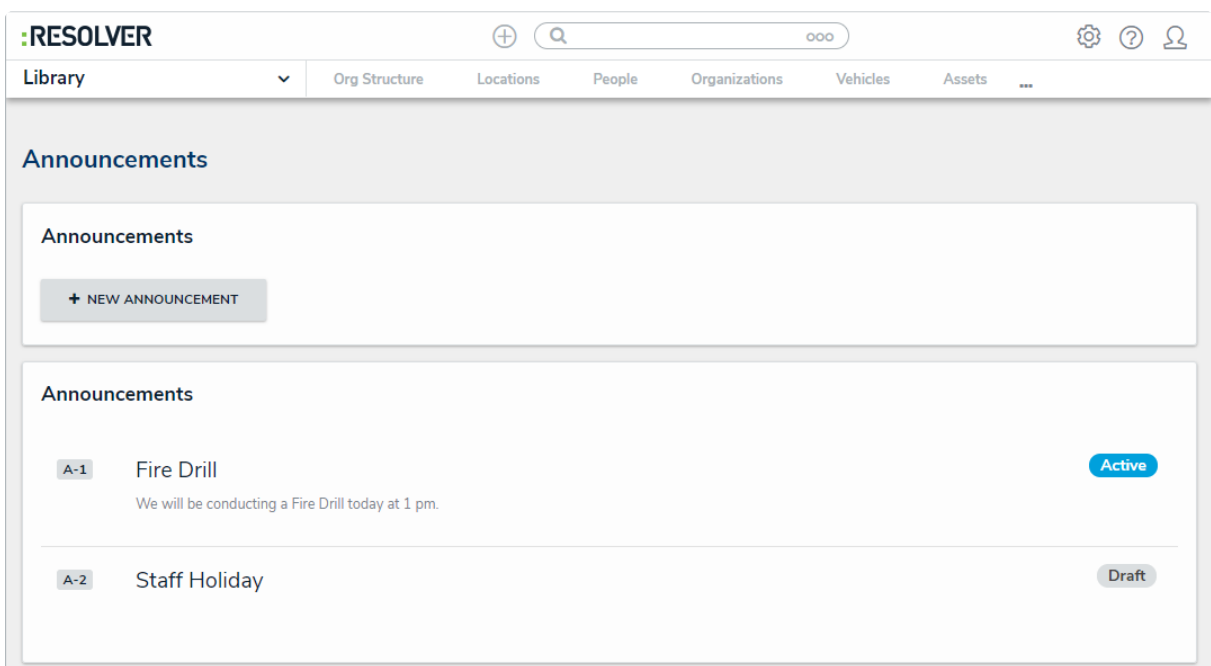 :RESOLVER
Library Org Structure Locations People Organizations Vehicles Assets ...
Announcements
Announcements
+ NEW ANNOUNCEMENT
Announcements
A-1 Fire Drill Active
We will be conducting a Fire Drill today at 1 pm.
A-2 Staff Holiday Draft